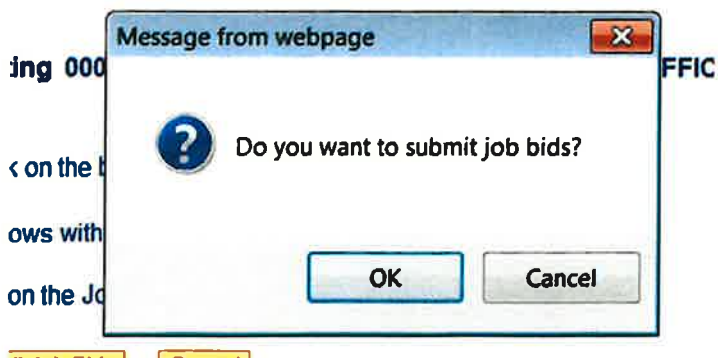 Message from webpage
ing 000
FFIC
Do you want to submit job bids?
k on the b
ows with
OK Cancel
on the Jo